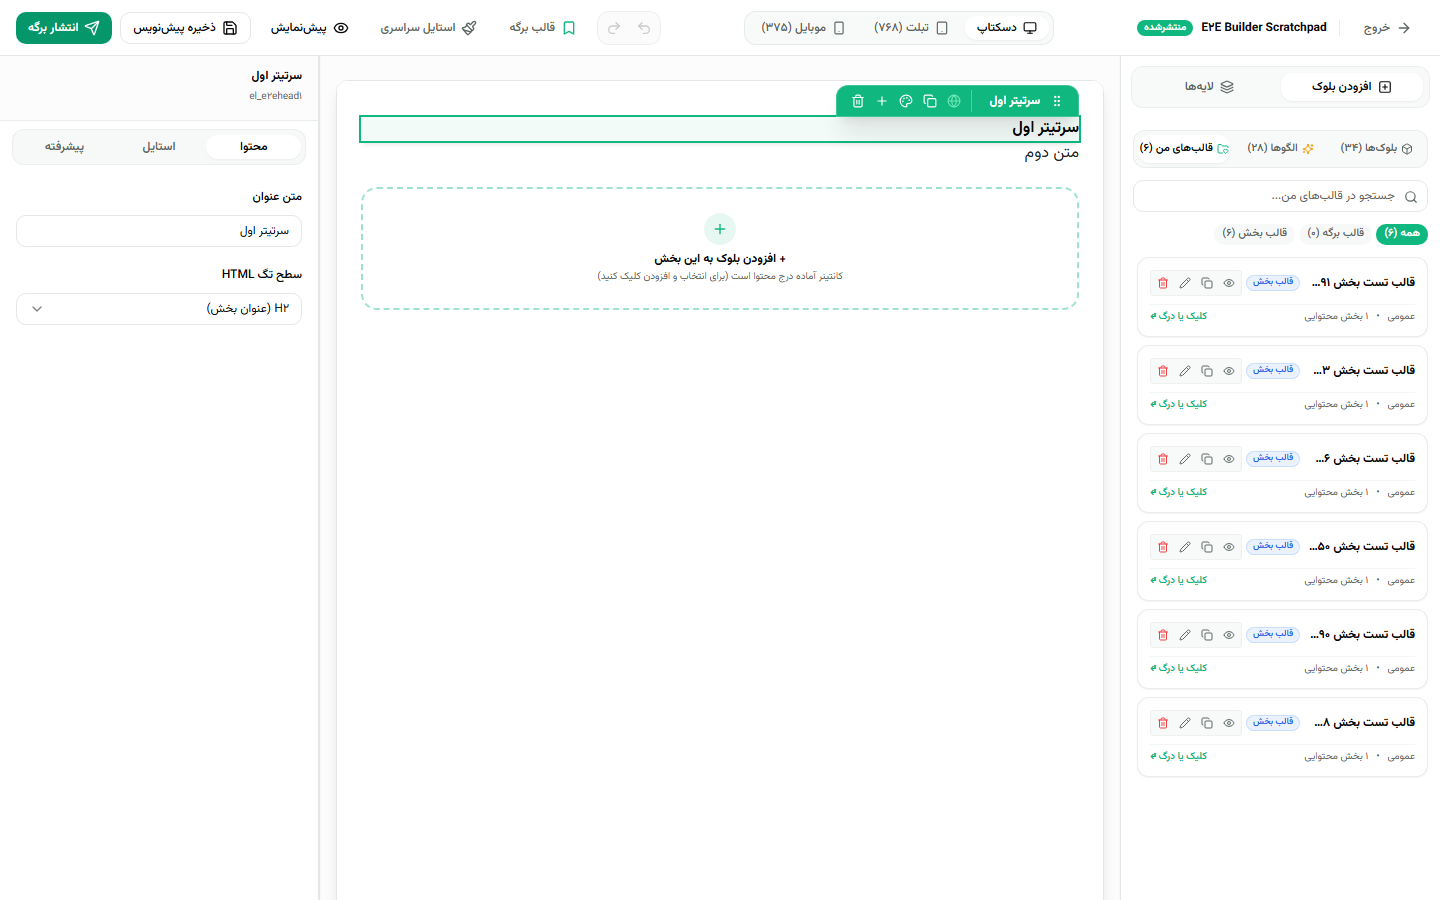 خروج
E۲E Builder Scratchpad
منتشرشده
دسکتاپ
تبلت (۷۶۸)
موبایل (۳۷۵)
قالب برگه
استایل سراسری
پیش‌نمایش
ذخیره پیش‌نویس
انتشار برگه
افزودن بلوک
لایه‌ها
بلوک‌ها (۳۴)
الگوها (۲۸)
قالب‌های من (۶)
جستجو در قالب‌های من...
همه (۶)
قالب برگه (۰)
قالب بخش (۶)
قالب تست بخش ۹۱...
قالب بخش
عمومی • ۱ بخش محتوایی
کلیک یا درگ
قالب تست بخش ۳...
قالب بخش
عمومی • ۱ بخش محتوایی
کلیک یا درگ
قالب تست بخش ۶...
قالب بخش
عمومی • ۱ بخش محتوایی
کلیک یا درگ
قالب تست بخش ۵۰...
قالب بخش
عمومی • ۱ بخش محتوایی
کلیک یا درگ
قالب تست بخش ۹۰...
قالب بخش
عمومی • ۱ بخش محتوایی
کلیک یا درگ
قالب تست بخش ۸...
قالب بخش
عمومی • ۱ بخش محتوایی
کلیک یا درگ
سرتیتر اول
سرتیتر اول
متن دوم
+ افزودن بلوک به این بخش
کانتینر آماده درج محتوا است (برای انتخاب و افزودن کلیک کنید)
سرتیتر اول
el_e۲ehead۱
محتوا
استایل
پیشرفته
متن عنوان
سرتیتر اول
سطح تگ HTML
H۲ (عنوان بخش)